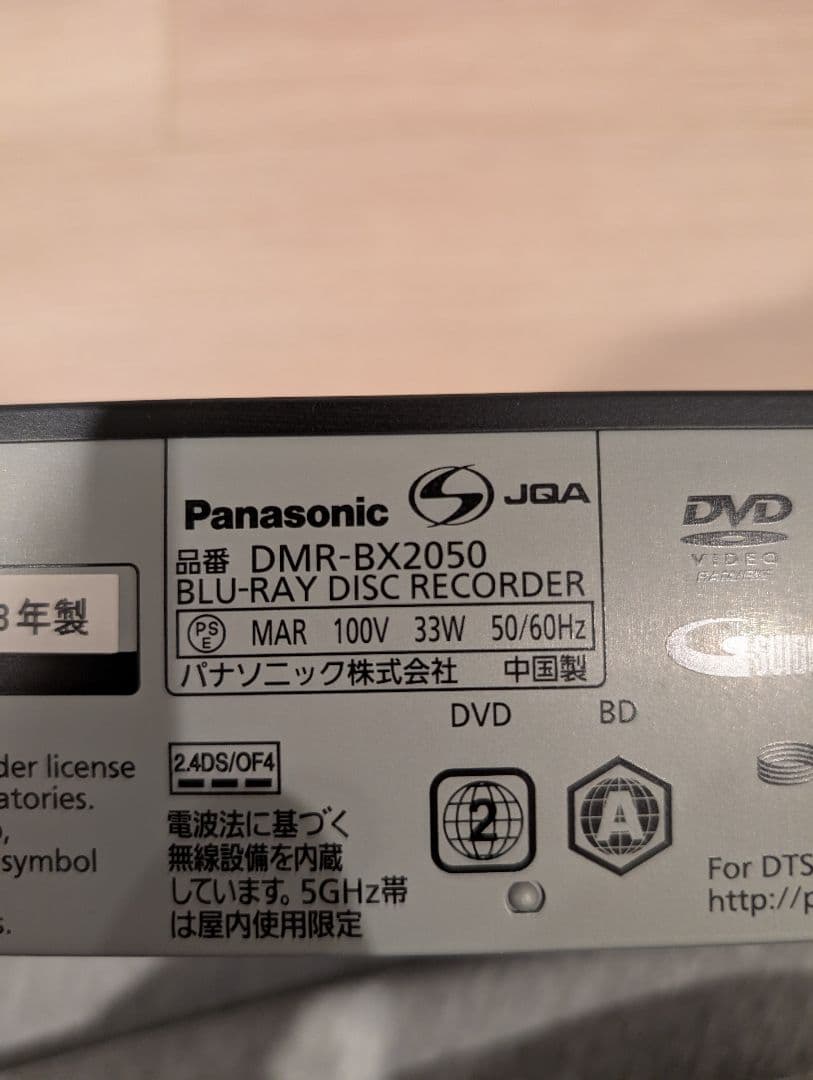 Panasonic JQA
品番 DMR-BX2050
BLU-RAY DISC RECORDER
PSE MAR 100V 33W 50/60Hz
パナソニック株式会社 中国製
年製
DVD
VIDEO
DVD BD
2 A
2.4DS/OF4
電波法に基づく
無線設備を内蔵
しています。5GHz帯
は屋内使用限定
license
symbol
For DTS
http://